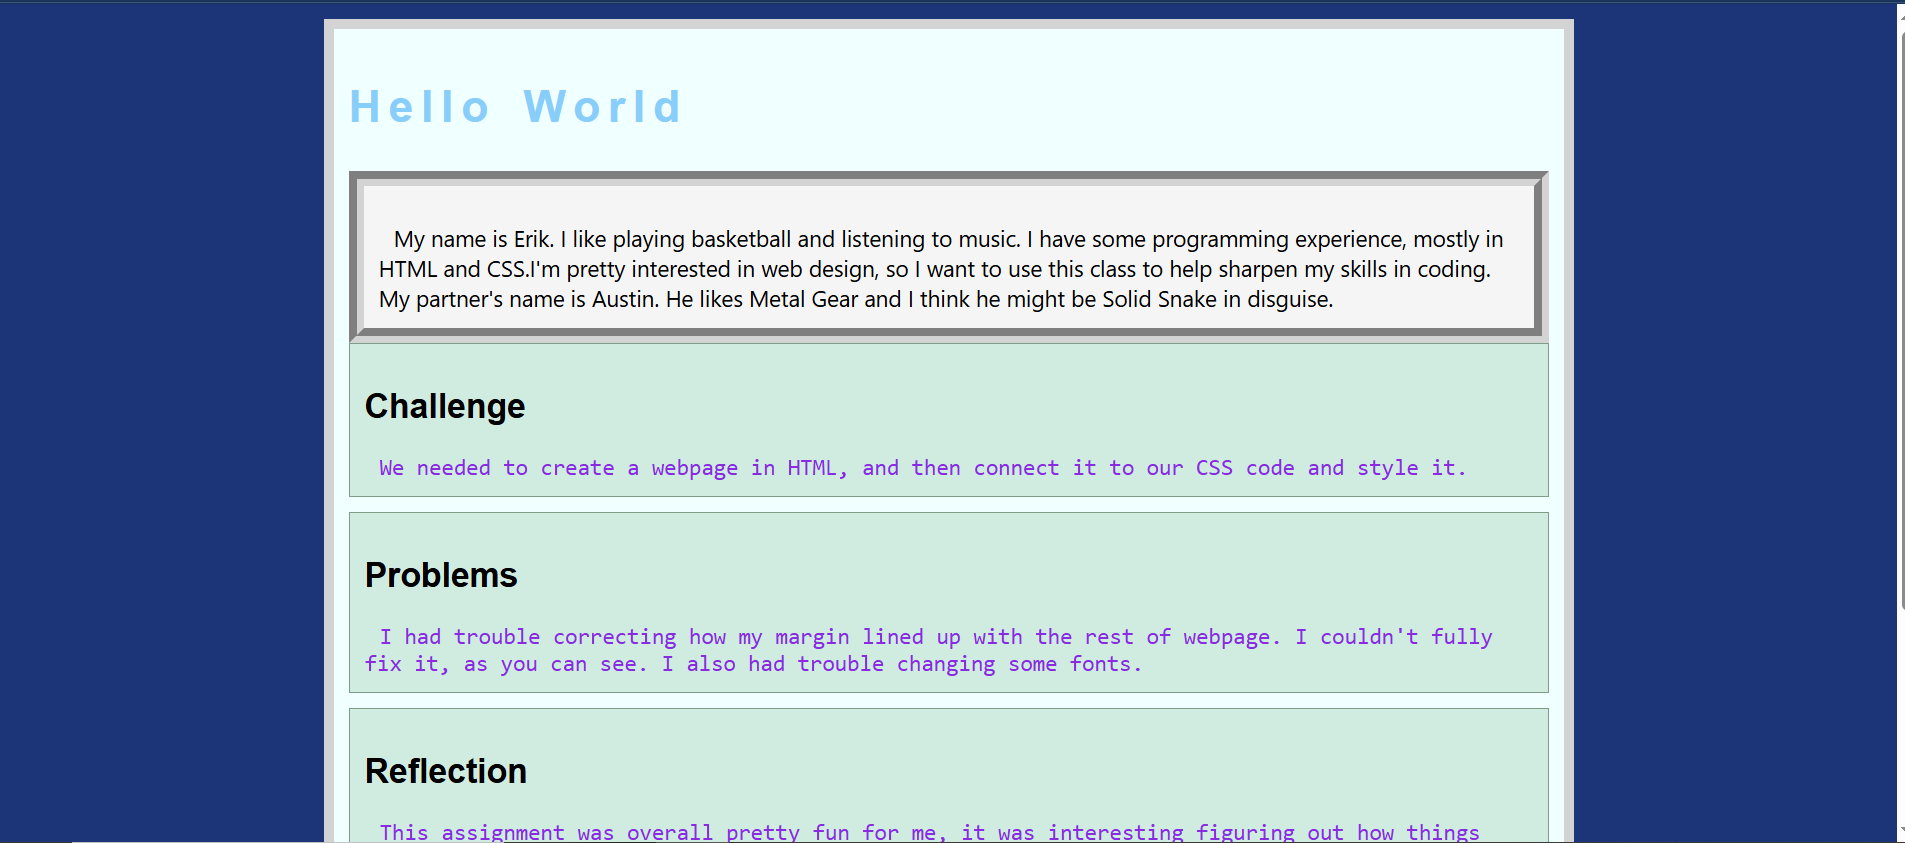 Hello World
My name is Erik. I like playing basketball and listening to music. I have some programming experience, mostly in
HTML and CSS.I'm pretty interested in web design, so I want to use this class to help sharpen my skills in coding.
My partner's name is Austin. He likes Metal Gear and I think he might be Solid Snake in disguise.
Challenge
We needed to create a webpage in HTML, and then connect it to our CSS code and style it.
Problems
I had trouble correcting how my margin lined up with the rest of webpage. I couldn't fully
fix it, as you can see. I also had trouble changing some fonts.
Reflection
This assignment was overall pretty fun for me, it was interesting figuring out how things